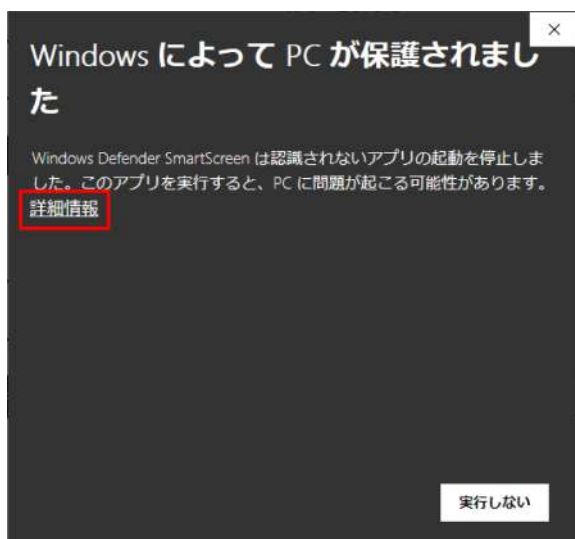 Windows によって PC が保護されまし
た
Windows Defender SmartScreen は認識されないアプリの起動を停止しま
した。このアプリを実行すると、PC に問題が起こる可能性があります。
詳細情報
実行しない